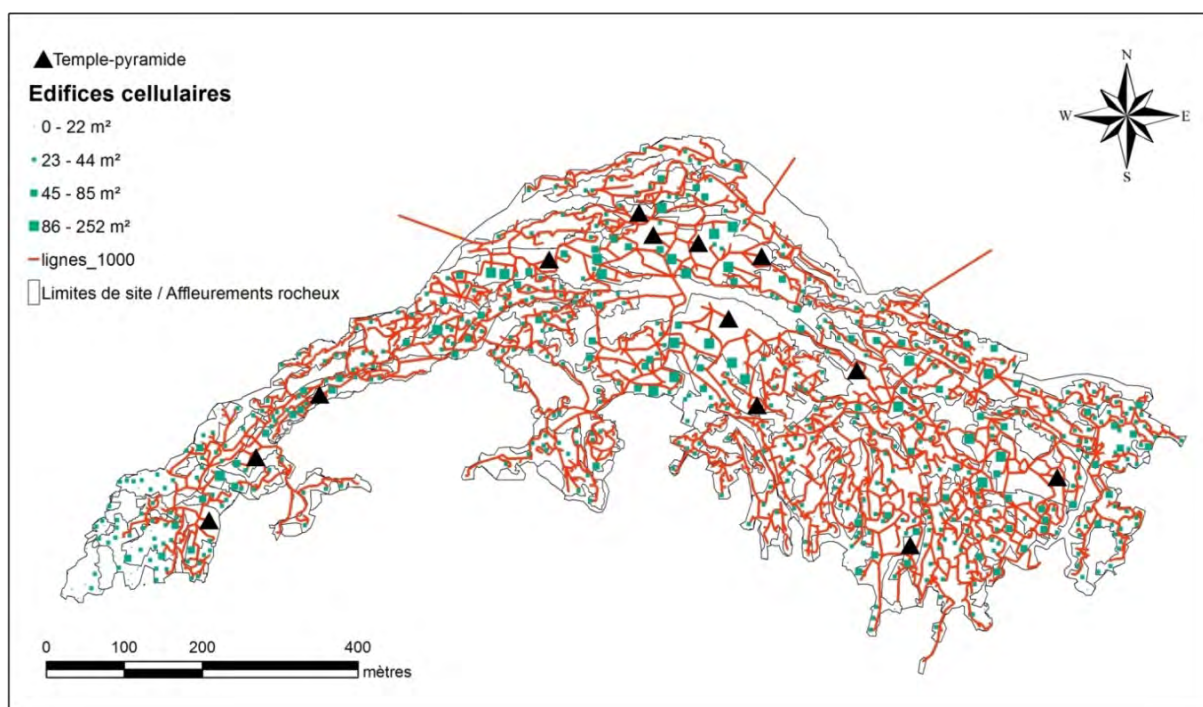 Temple-pyramide
Edifices cellulaires
0 - 22 m²
23 - 44 m²
45 - 85 m²
86 - 252 m²
lignes_1000
Limites de site / Affleurements rocheux
N
W E
S
0 100 200 400
mètres